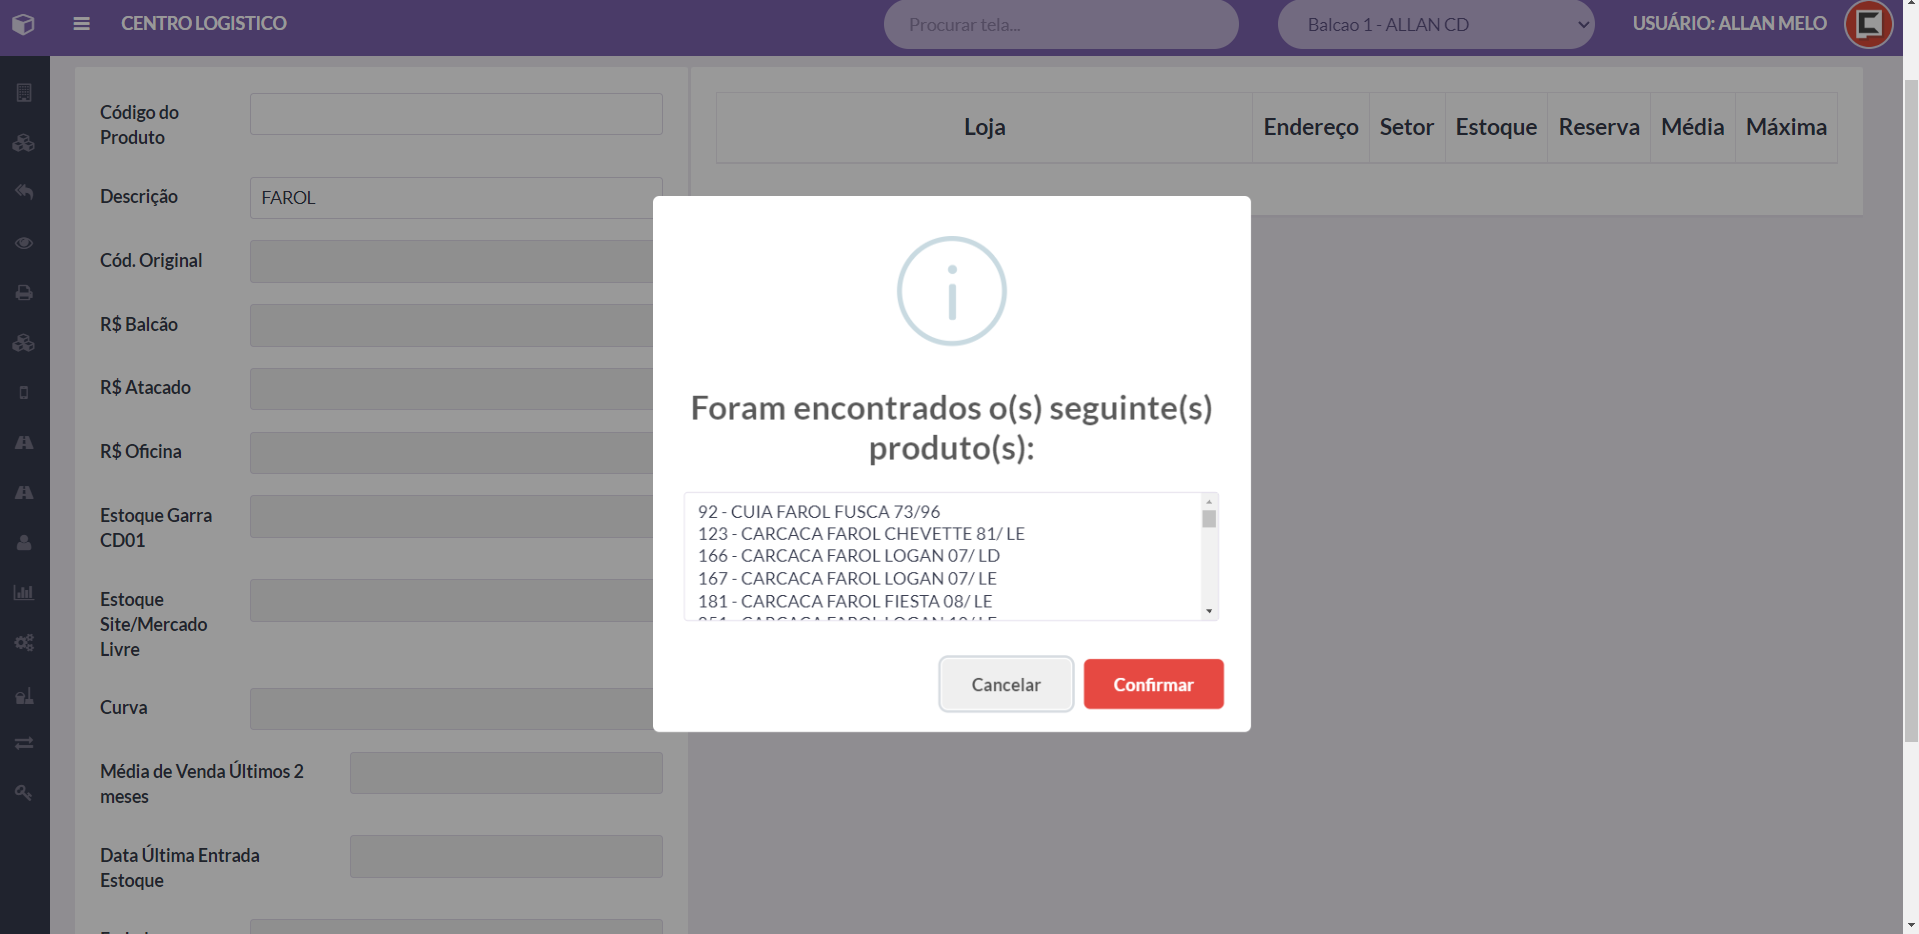 CENTRO LOGISTICO
Procurar tela...
Balcao 1 - ALLAN CD
USUÁRIO: ALLAN MELO
Código do
Produto
Descrição
FAROL
Cód. Original
R$ Balcão
R$ Atacado
R$ Oficina
Estoque Garra
CD01
Estoque
Site/Mercado
Livre
Curva
Média de Venda Últimos 2
meses
Data Última Entrada
Estoque
Loja Endereço Setor Estoque Reserva Média Máxima
Foram encontrados o(s) seguinte(s)
produto(s):
92 - CUIA FAROL FUSCA 73/96
123 - CARCACA FAROL CHEVETTE 81/ LE
166 - CARCACA FAROL LOGAN 07/ LD
167 - CARCACA FAROL LOGAN 07/ LE
181 - CARCACA FAROL FIESTA 08/ LE
CARCACA FAROL LOGAN
Cancelar
Confirmar